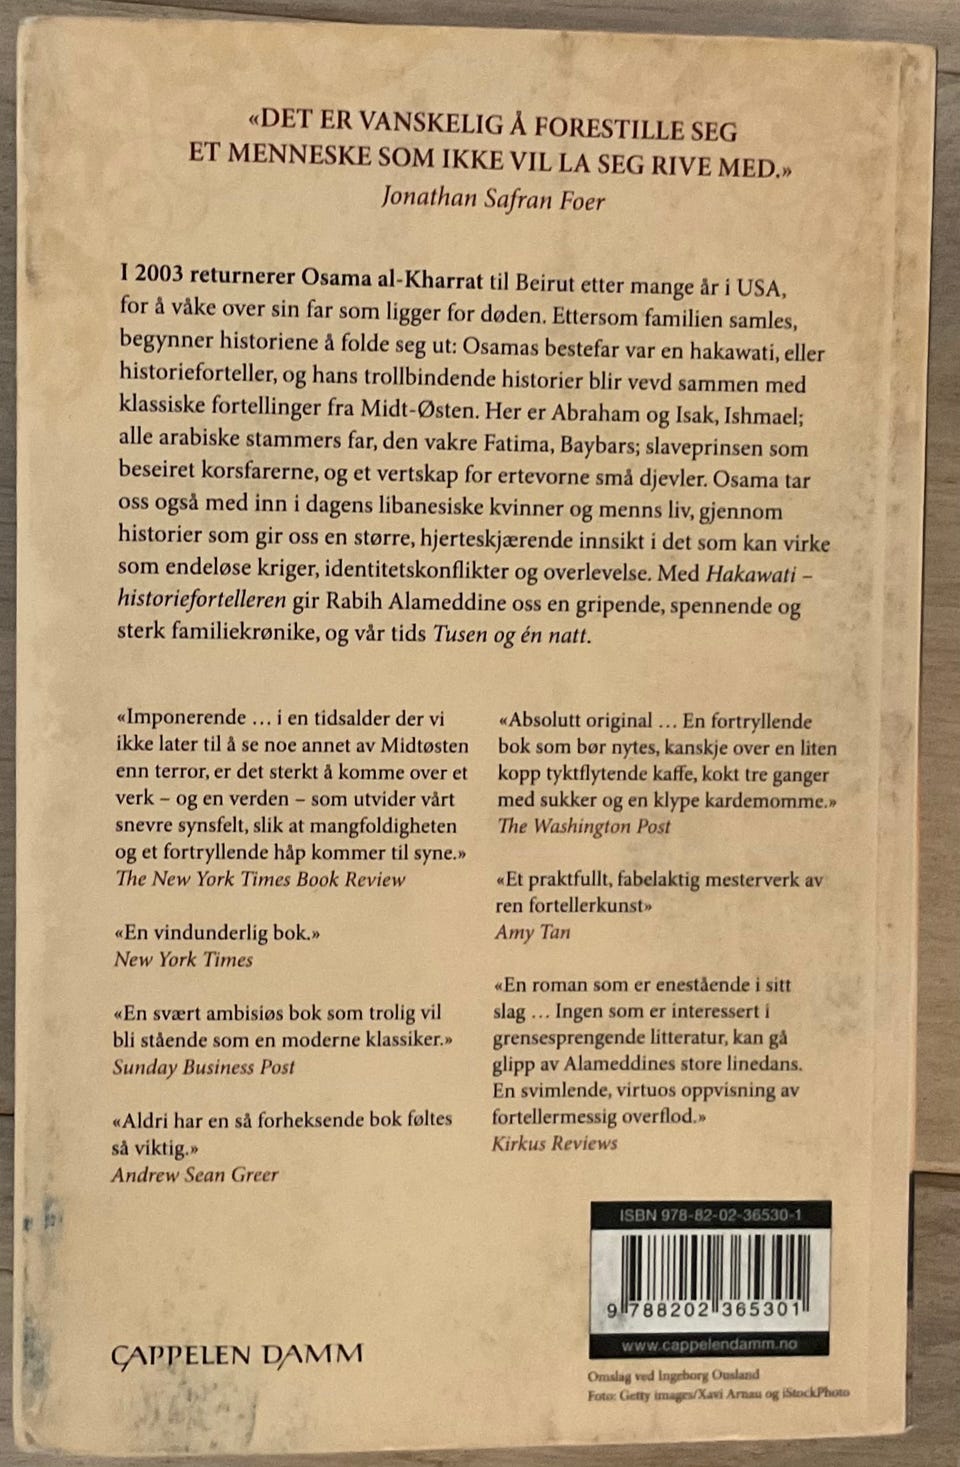 «DET ER VANSKELIG Å FORESTILLE SEG
ET MENNESKE SOM IKKE VIL LA SEG RIVE MED.»
Jonathan Safran Foer
I 2003 returnerer Osama al-Kharrat til Beirut etter mange år i USA,
for å våke over sin far som ligger for døden. Ettersom familien samles,
begynner historiene å folde seg ut: Osamas bestefar var en hakawati, eller
historieforteller, og hans trollbindende historier blir vevd sammen med
klassiske fortellinger fra Midt-Østen. Her er Abraham og Isak, Ishmael;
alle arabiske stammers far, den vakre Fatima, Baybars; slaveprinsen som
beseiret korsfarerne, og et vertskap for ertevorne små djevler. Osama tar
oss også med inn i dagens libanesiske kvinner og menns liv, gjennom
historier som gir oss en større, hjerteskjærende innsikt i det som kan virke
som endeløse kriger, identitetskonflikter og overlevelse. Med Hakawati –
historiefortelleren gir Rabih Alameddine oss en gripende, spennende og
sterk familiekrønike, og vår tids Tusen og én natt.
«Imponerende … i en tidsalder der vi
ikke later til å se noe annet av Midtøsten
enn terror, er det sterkt å komme over et
verk – og en verden – som utvider vårt
snevre synsfelt, slik at mangfoldigheten
og et fortryllende håp kommer til syne.»
The New York Times Book Review
«En vindunderlig bok.»
New York Times
«En svært ambisiøs bok som trolig vil
bli stående som en moderne klassiker.»
Sunday Business Post
«Aldri har en så forheksende bok føltes
så viktig.»
Andrew Sean Greer
«Absolutt original … En fortryllende
bok som bør nytes, kanskje over en liten
kopp tyktflytende kaffe, kokt tre ganger
med sukker og en klype kardemomme.»
The Washington Post
«Et praktfullt, fabelaktig mesterverk av
ren fortellerkunst»
Amy Tan
«En roman som er enestående i sitt
slag … Ingen som er interessert i
grensesprengende litteratur, kan gå
glipp av Alameddines store linedans.
En svimlende, virtuos oppvisning av
fortellermessig overflod.»
Kirkus Reviews
ISBN 978-82-02-36530-1
9 788202 365301
www.cappelendamm.no
CAPPELEN DAMM
Omslag ved Ingeborg Ousland
Foto: Getty images/Xavi Arnau og iStockPhoto